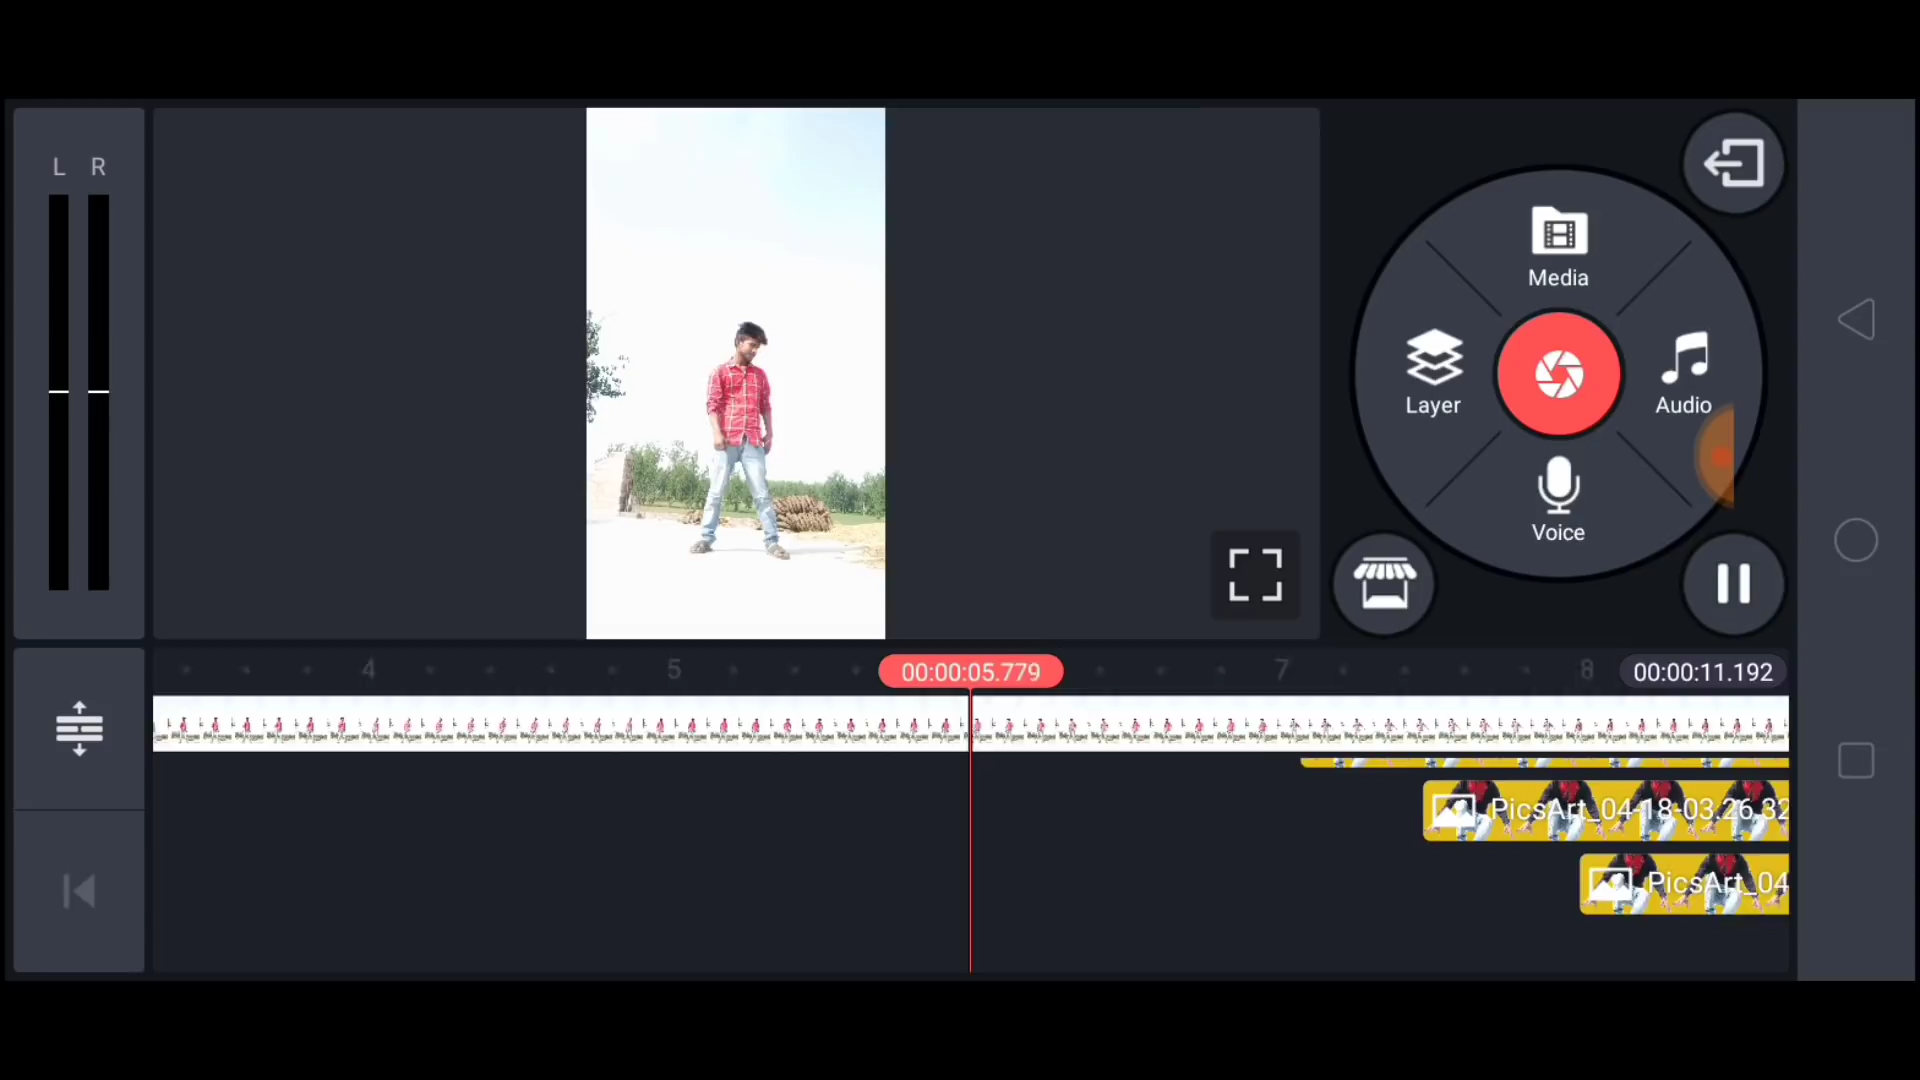 L R
Media
Layer
Audio
Voice
4 5 00:00:05.779 7 8 00:00:11.192
PicsArt_04-18-03.26.32
PicsArt_04